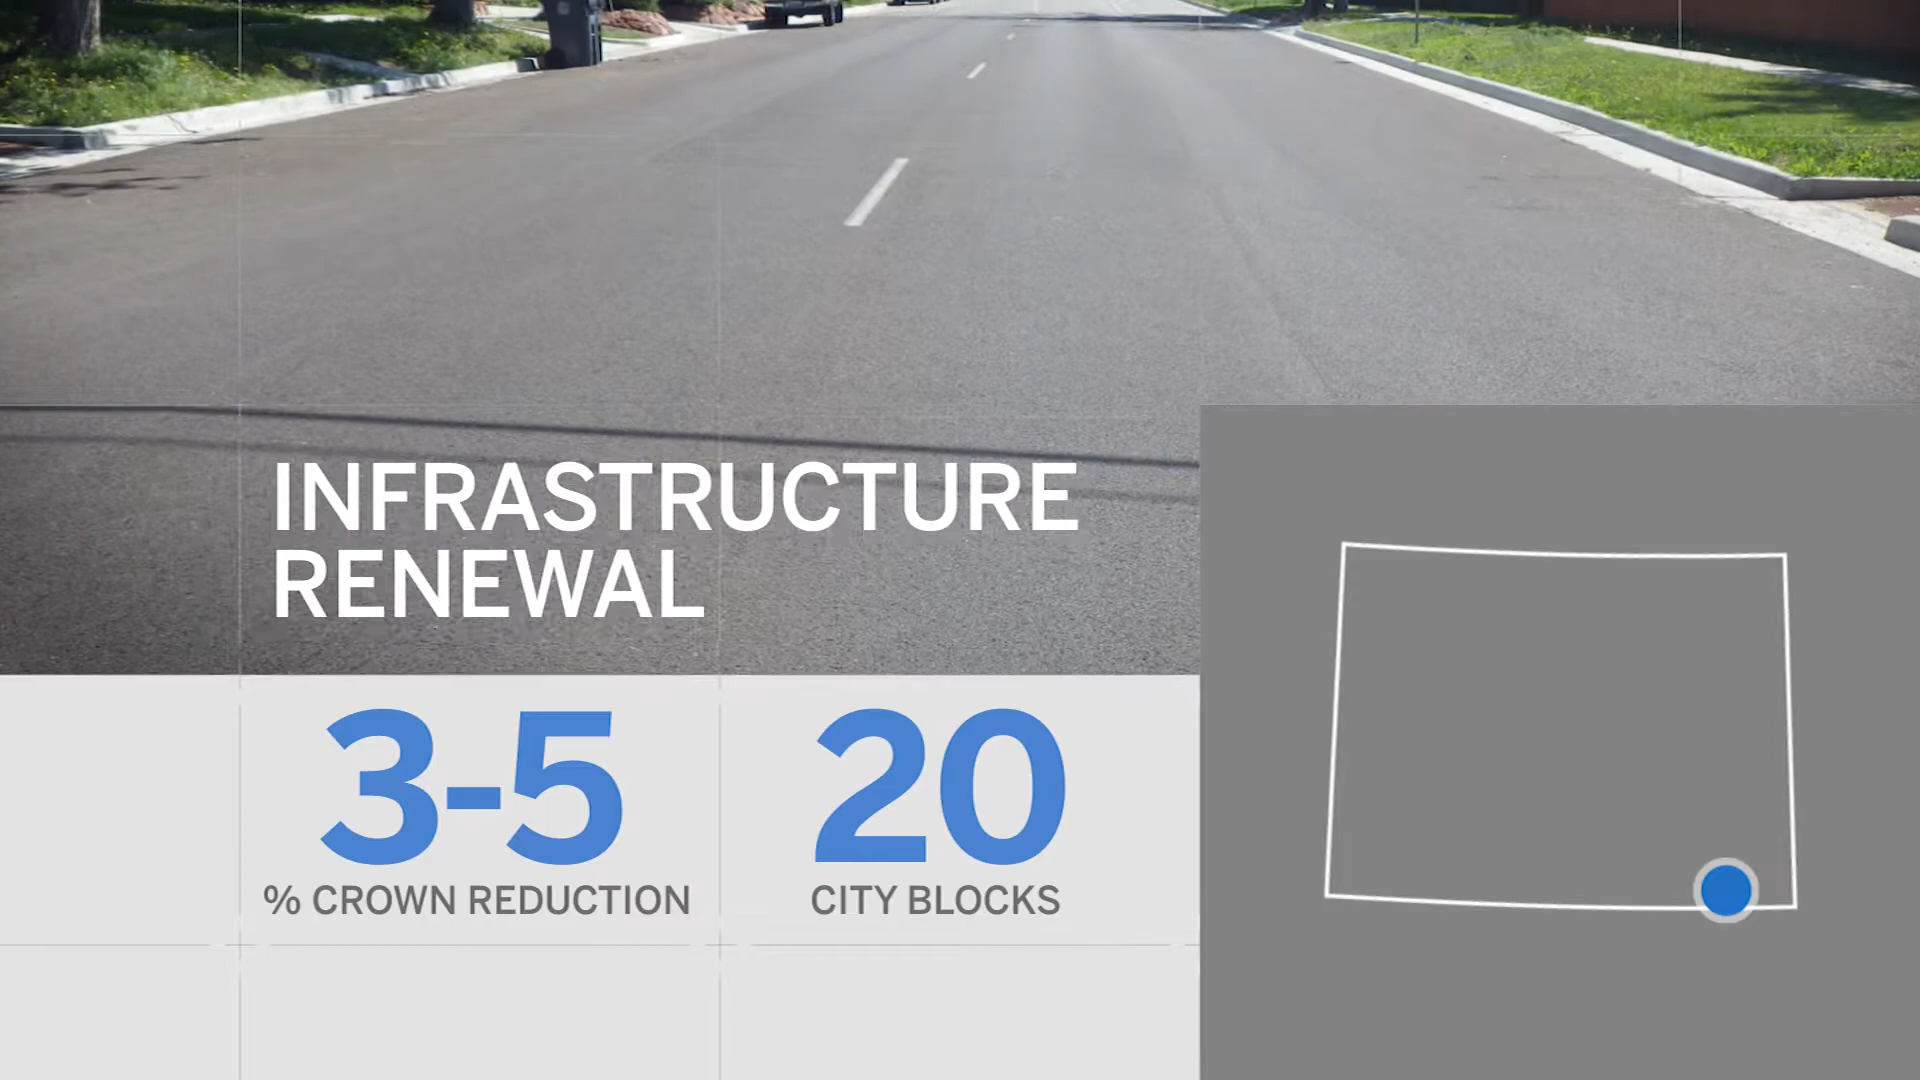 INFRASTRUCTURE
RENEWAL
3-5
% CROWN REDUCTION
20
CITY BLOCKS